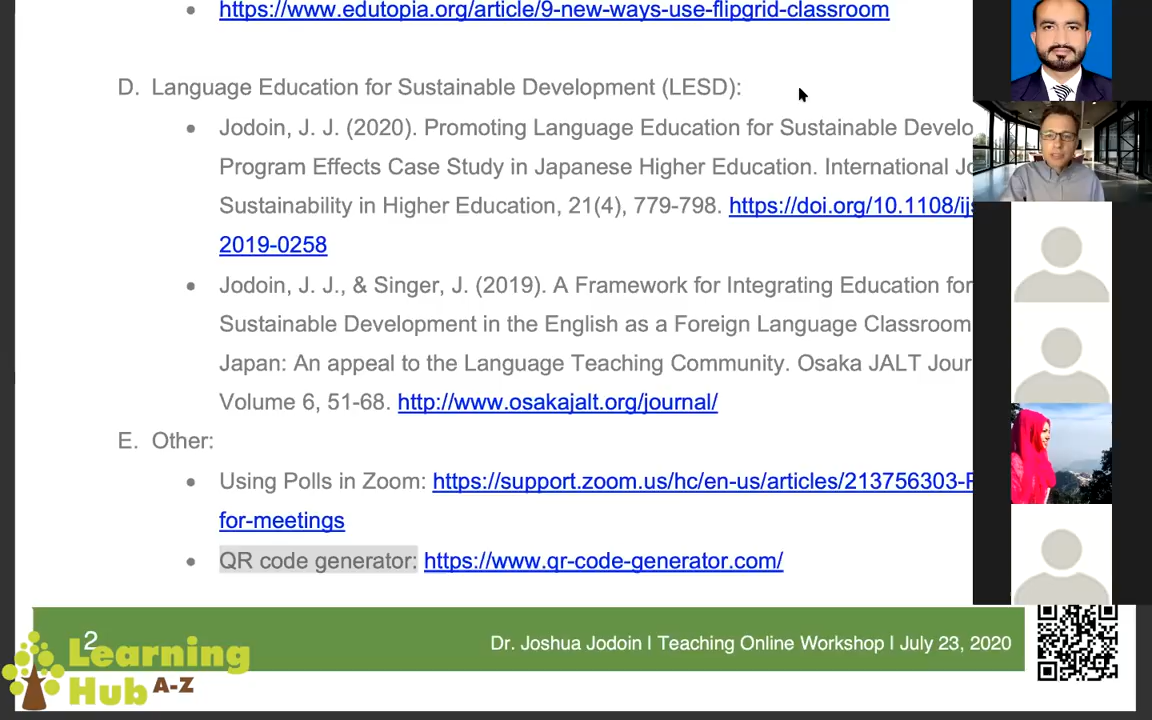 https://www.edutopia.org/article/9-new-ways-use-flipgrid-classroom
D. Language Education for Sustainable Development (LESD):
• Jodoin, J. J. (2020). Promoting Language Education for Sustainable Develo
Program Effects Case Study in Japanese Higher Education. International Jo
Sustainability in Higher Education, 21(4), 779-798. https://doi.org/10.1108/ijs
2019-0258
• Jodoin, J. J., & Singer, J. (2019). A Framework for Integrating Education for
Sustainable Development in the English as a Foreign Language Classroom
Japan: An appeal to the Language Teaching Community. Osaka JALT Jour
Volume 6, 51-68. http://www.osakajalt.org/journal/
E. Other:
• Using Polls in Zoom: https://support.zoom.us/hc/en-us/articles/213756303-P
for-meetings
• QR code generator: https://www.qr-code-generator.com/
2
Dr. Joshua Jodoin | Teaching Online Workshop | July 23, 2020
Learning
Hub A-Z